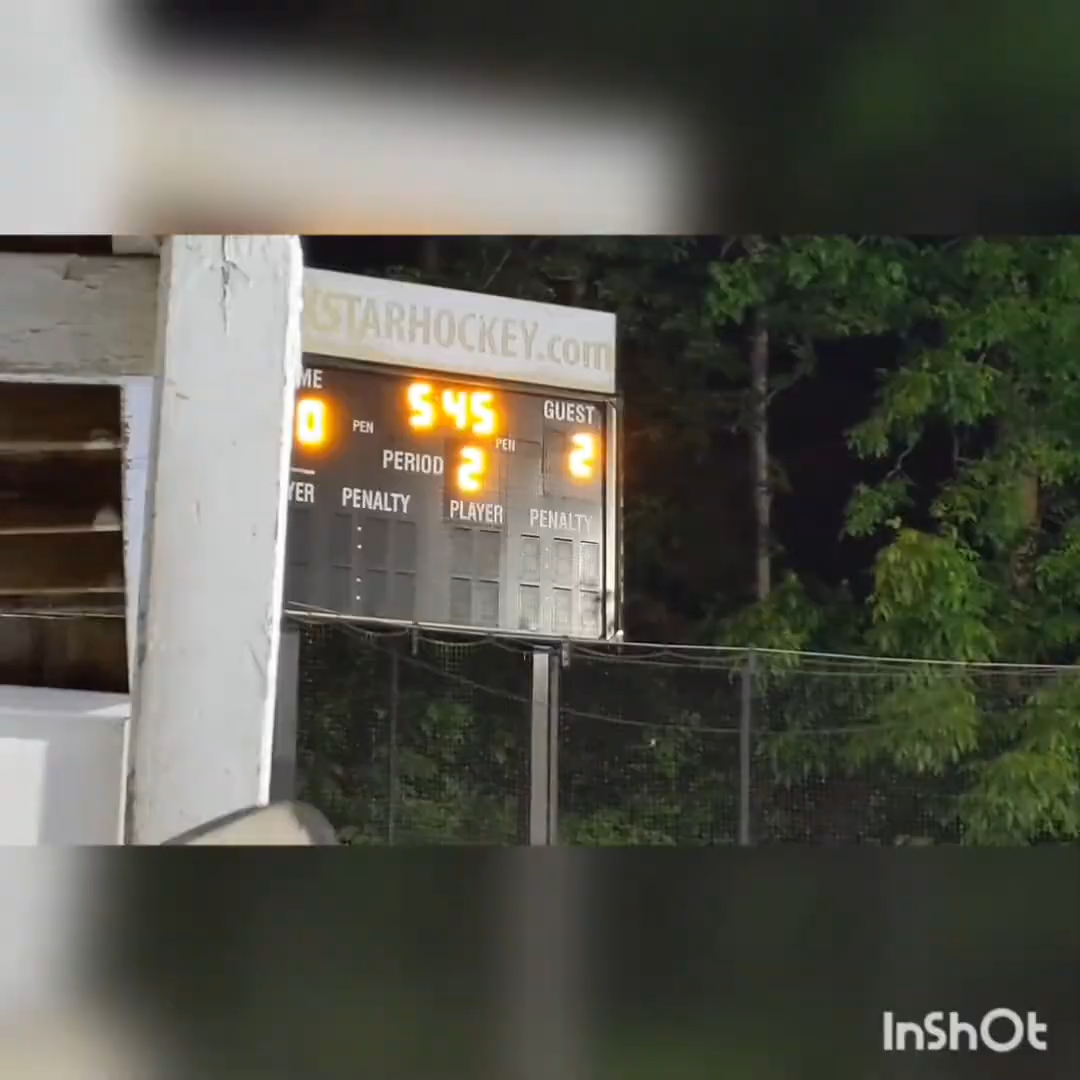 STARHOCKEY.com
ME
5 45
GUEST
0
PEN
PEN
2
PERIOD 2
YER PENALTY
PLAYER PENALTY
InShOt